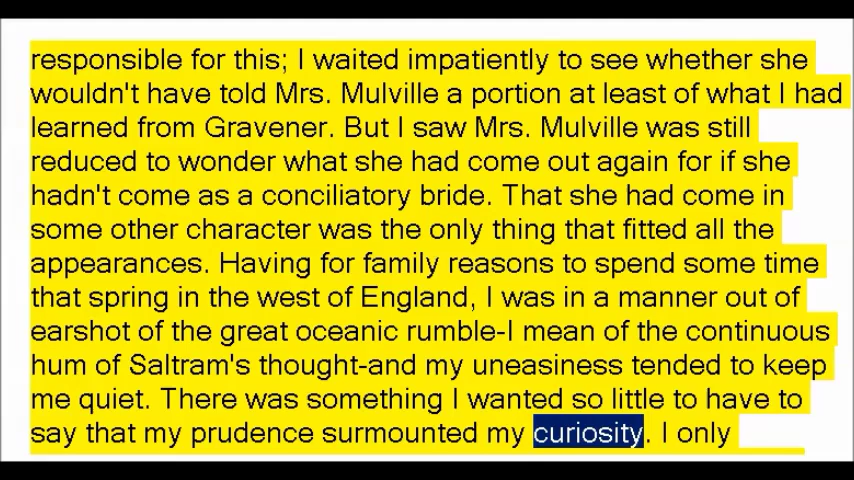 responsible for this; I waited impatiently to see whether she
wouldn't have told Mrs. Mulville a portion at least of what I had
learned from Gravener. But I saw Mrs. Mulville was still
reduced to wonder what she had come out again for if she
hadn't come as a conciliatory bride. That she had come in
some other character was the only thing that fitted all the
appearances. Having for family reasons to spend some time
that spring in the west of England, I was in a manner out of
earshot of the great oceanic rumble-I mean of the continuous
hum of Saltram's thought-and my uneasiness tended to keep
me quiet. There was something I wanted so little to have to
say that my prudence surmounted my curiosity. I only